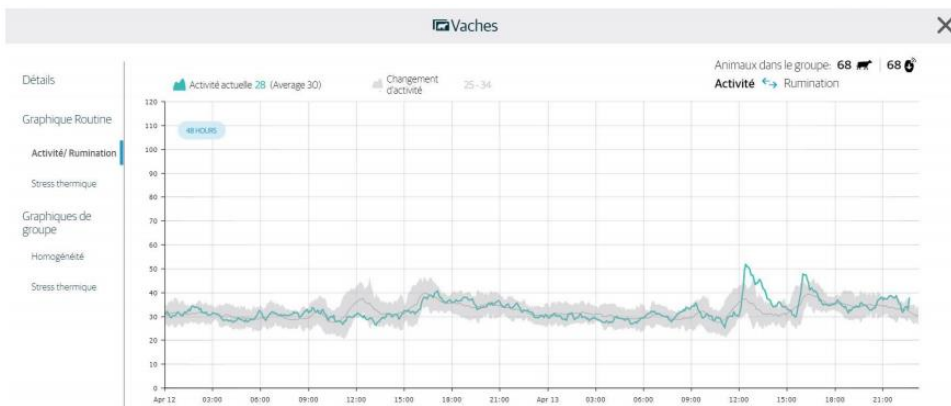 Vaches
Détails
Graphique Routine
Activité/ Rumination
Stress thermique
Graphiques de
groupe
Homogénéité
Stress thermique
Activité actuelle 28 (Average 30)
Changement
d'activité
25 - 34
Animaux dans le groupe: 68 | 68
Activité Rumination
48 HOURS
120
110
100
90
80
70
60
50
40
30
20
10
0
Apr 12 03:00 06:00 09:00 12:00 15:00 18:00 21:00 Apr 13 03:00 06:00 09:00 12:00 15:00 18:00 21:00